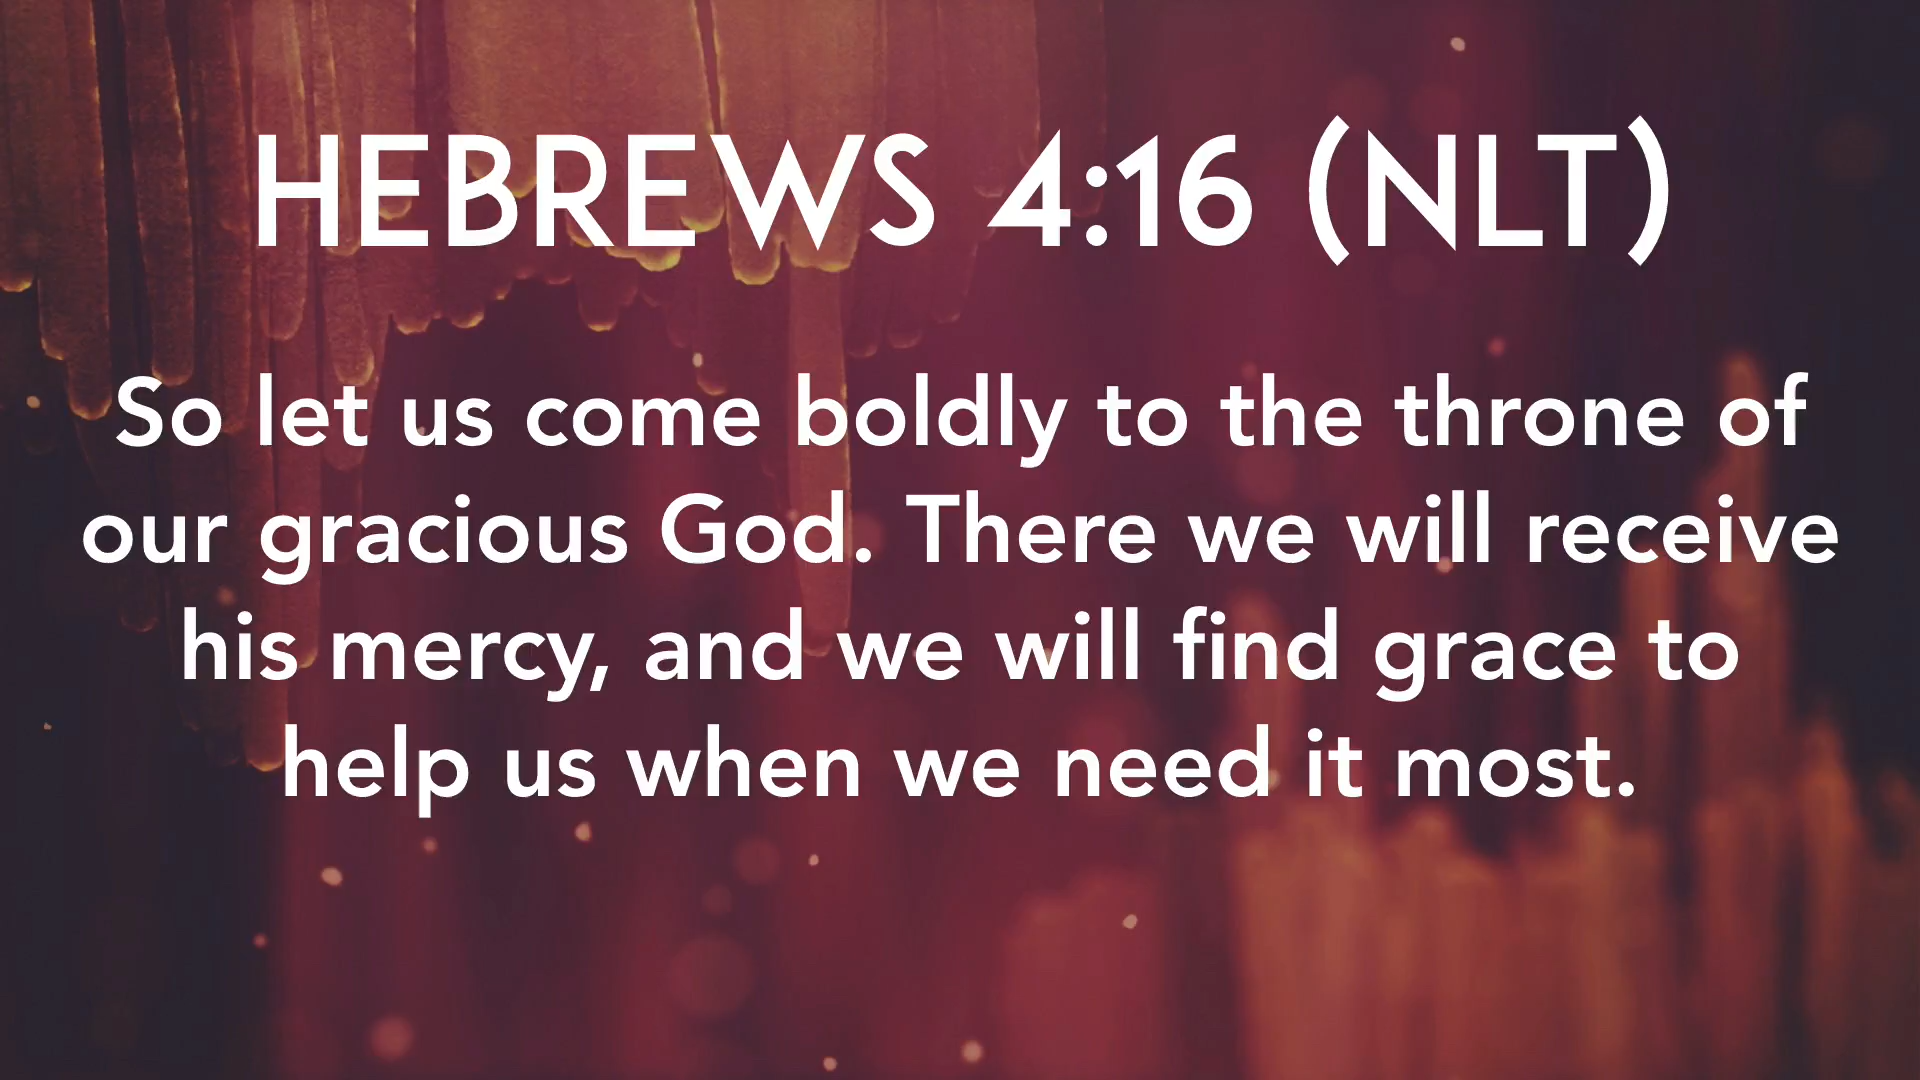 HEBREWS 4:16 (NLT)
So let us come boldly to the throne of
our gracious God. There we will receive
his mercy, and we will find grace to
help us when we need it most.